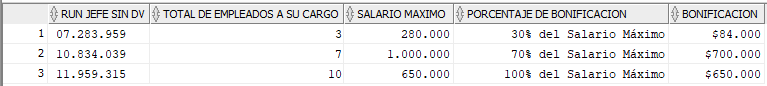 RUN JEFE SIN DV TOTAL DE EMPLEADOS A SU CARGO SALARIO MAXIMO PORCENTAJE DE BONIFICACION BONIFICACION
1 07.283.959 3 280.000 30% del Salario Máximo $84.000
2 10.834.039 7 1.000.000 70% del Salario Máximo $700.000
3 11.959.315 10 650.000 100% del Salario Máximo $650.000